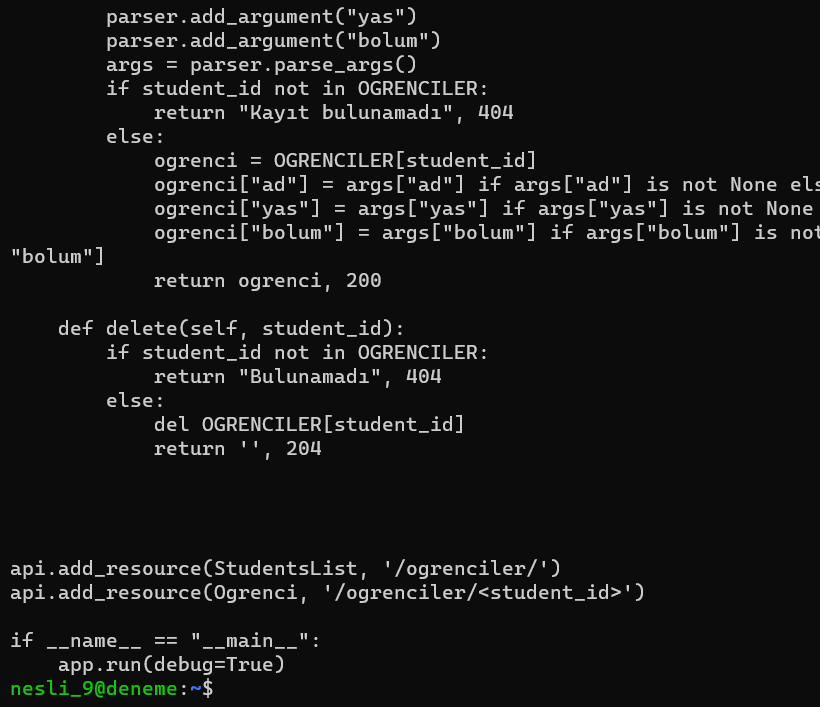 parser.add_argument("yas")
        parser.add_argument("bolum")
        args = parser.parse_args()
        if student_id not in OGRENCILER:
            return "Kayıt bulunamadı", 404
        else:
            ogrenci = OGRENCILER[student_id]
            ogrenci["ad"] = args["ad"] if args["ad"] is not None els
            ogrenci["yas"] = args["yas"] if args["yas"] is not None
            ogrenci["bolum"] = args["bolum"] if args["bolum"] is not
"bolum"]
            return ogrenci, 200

    def delete(self, student_id):
        if student_id not in OGRENCILER:
            return "Bulunamadı", 404
        else:
            del OGRENCILER[student_id]
            return '', 204

api.add_resource(StudentsList, '/ogrenciler/')
api.add_resource(Ogrenci, '/ogrenciler/<student_id>')

if __name__ == "__main__":
    app.run(debug=True)
nesli_9@deneme:~$